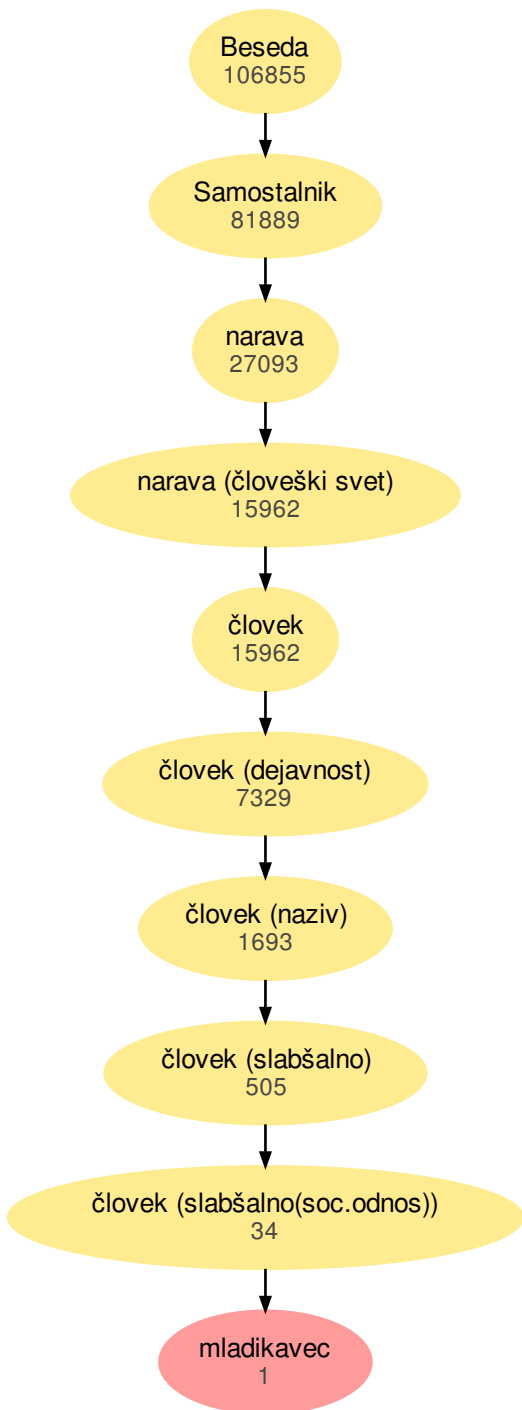 Beseda
106855
Samostalnik
81889
narava
27093
narava (človeški svet)
15962
človek
15962
človek (dejavnost)
7329
človek (naziv)
1693
človek (slabšalno)
505
človek (slabšalno(soc.odnos))
34
mladikavec
1